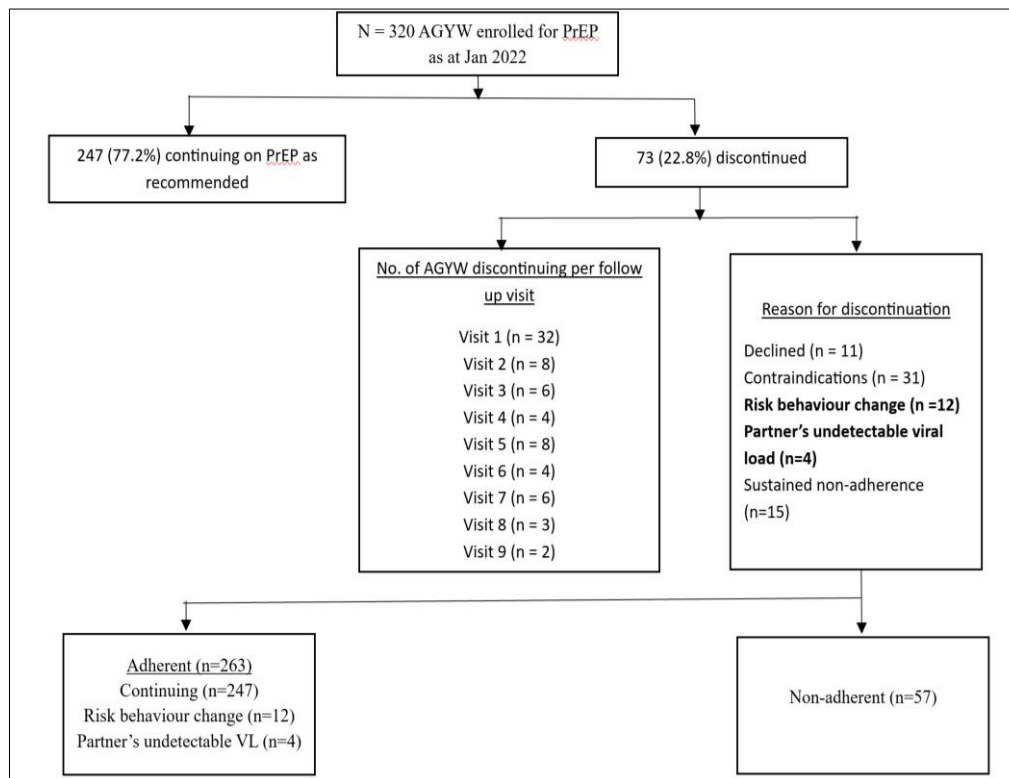 N = 320 AGYW enrolled for PrEP
as at Jan 2022
247 (77.2%) continuing on PrEP as
recommended
73 (22.8%) discontinued
No. of AGYW discontinuing per follow
up visit
Visit 1 (n = 32)
Visit 2 (n = 8)
Visit 3 (n = 6)
Visit 4 (n = 4)
Visit 5 (n = 8)
Visit 6 (n = 4)
Visit 7 (n = 6)
Visit 8 (n = 3)
Visit 9 (n = 2)
Reason for discontinuation
Declined (n = 11)
Contraindications (n = 31)
Risk behaviour change (n =12)
Partner’s undetectable viral
load (n=4)
Sustained non-adherence
(n=15)
Adherent (n=263)
Continuing (n=247)
Risk behaviour change (n=12)
Partner’s undetectable VL (n=4)
Non-adherent (n=57)